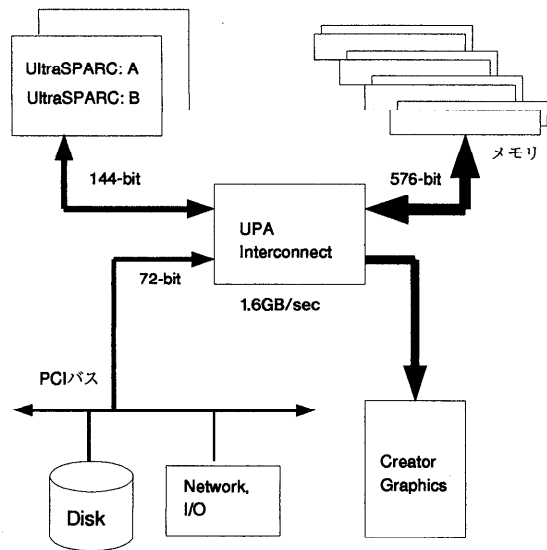 UltraSPARC: A
UltraSPARC: B
メモリ
144-bit
576-bit
UPA
Interconnect
72-bit
1.6GB/sec
PCIバス
Disk
Network,
I/O
Creator
Graphics